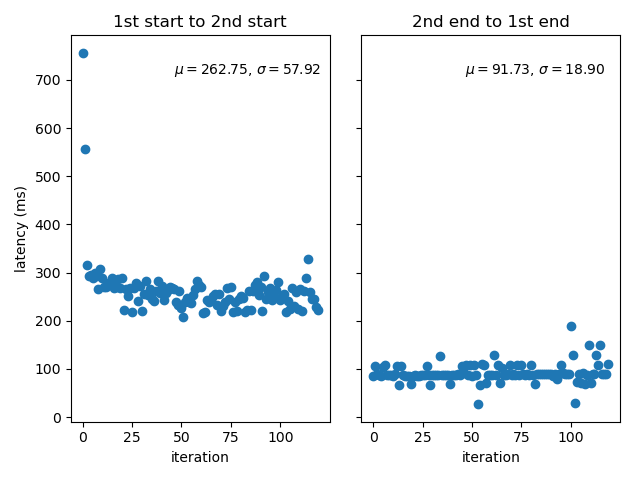 1st start to 2nd start
2nd end to 1st end
μ = 262.75, σ = 57.92
μ = 91.73, σ = 18.90
700
600
500
400
300
200
100
0
latency (ms)
0 25 50 75 100
0 25 50 75 100
iteration
iteration